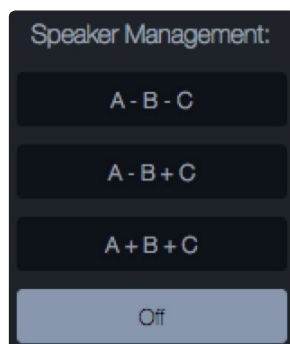 Speaker Management:
A - B - C
A - B + C
A + B + C
Off